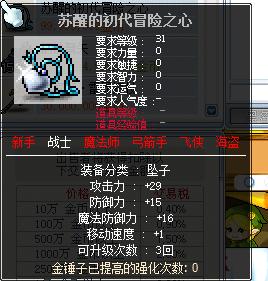 苏醒的初代冒险之心
要求等级: 31
要求力量: 0
要求敏捷: 0
要求智力: 0
要求运气: 0
要求人气度: -
道具等级: -
道具经验值: -
新手 战士 魔法师 弓箭手 飞侠 海盗
装备分类 : 坠子
攻击力 : +29
防御力 : +15
魔法防御力 : +16
移动速度 : +1
可升级次数 : 3回
金锤子已提高的强化次数: 0